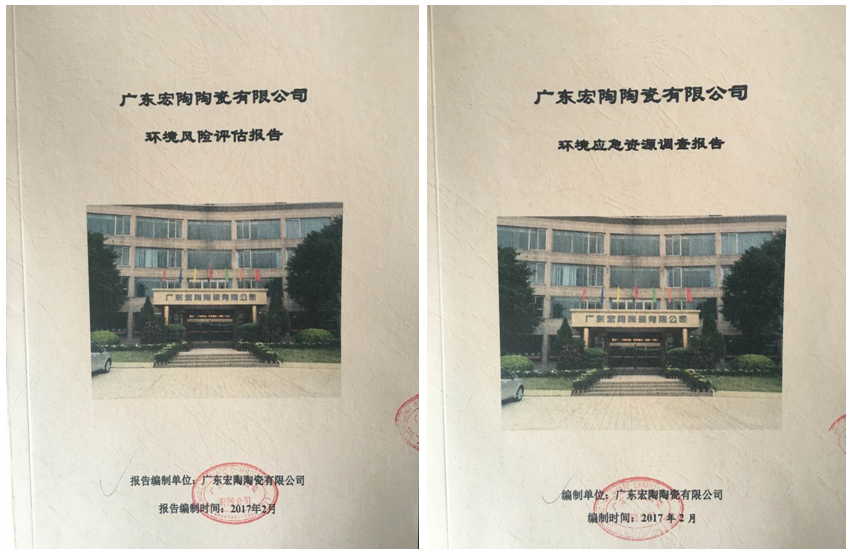 广东宏陶陶瓷有限公司
环境风险评估报告
广东宏陶陶瓷有限公司
报告编制单位：广东宏陶陶瓷有限公司
报告编制时间：2017年2月
广东宏陶陶瓷有限公司
环境应急资源调查报告
广东宏陶陶瓷有限公司
编制单位：广东宏陶陶瓷有限公司
编制时间：2017年2月